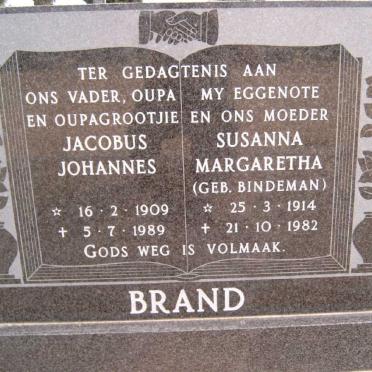 TER GEDAGTENIS AAN
ONS VADER, OUPA MY EGGENOTE
EN OUPAGROOTJIE EN ONS MOEDER
JACOBUS SUSANNA
JOHANNES MARGARETHA
(GEB. BINDEMAN)
☆ 16·2·1909 ☆ 25·3·1914
✝ 5·7·1989 ✝ 21·10·1982
GODS WEG IS VOLMAAK.
BRAND